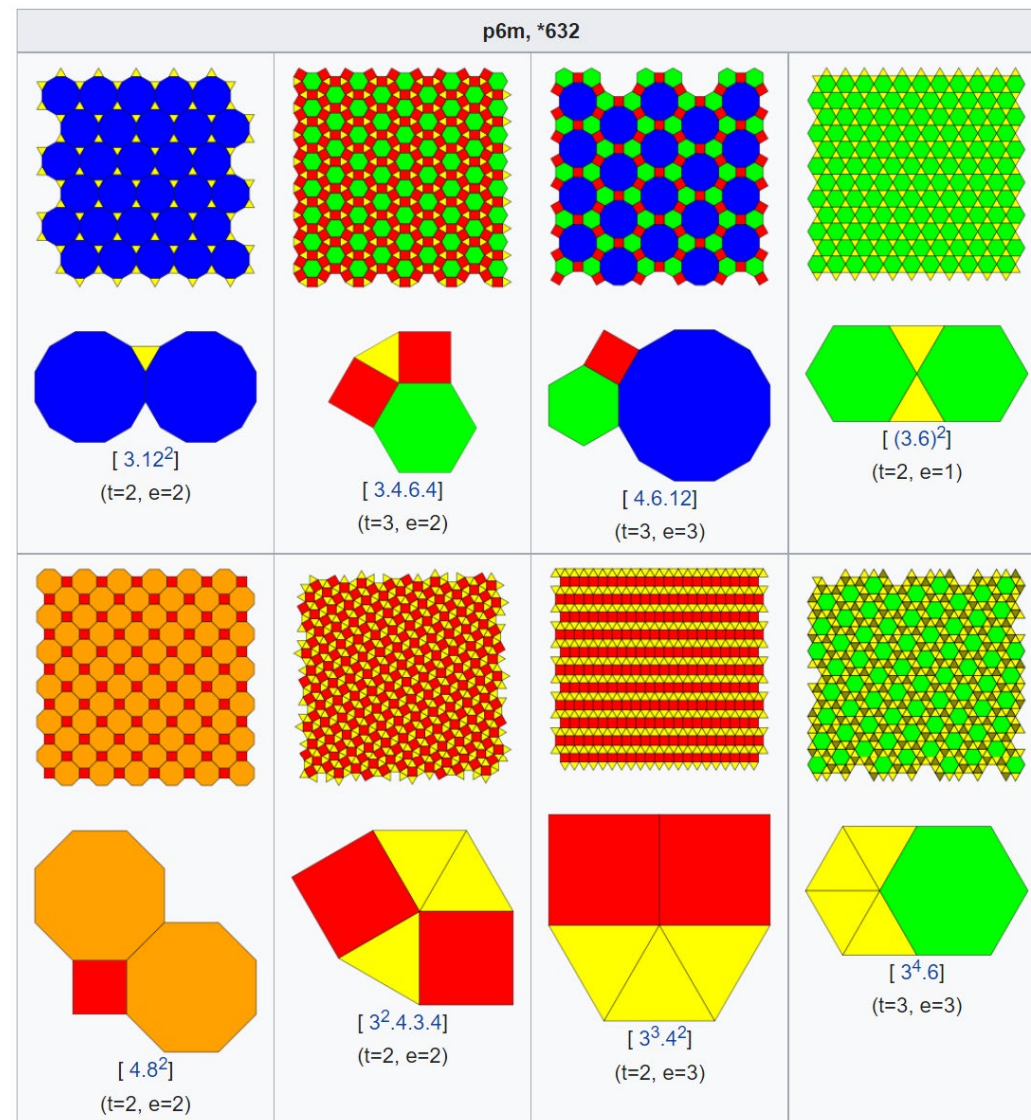 p6m, *632
[ 3.12²]
(t=2, e=2)
[ 3.4.6.4]
(t=3, e=2)
[ 4.6.12]
(t=3, e=3)
[ (3.6)²]
(t=2, e=1)
[ 4.8²]
(t=2, e=2)
[ 3².4.3.4]
(t=2, e=2)
[ 3³.4²]
(t=2, e=3)
[ 3⁴.6]
(t=3, e=3)